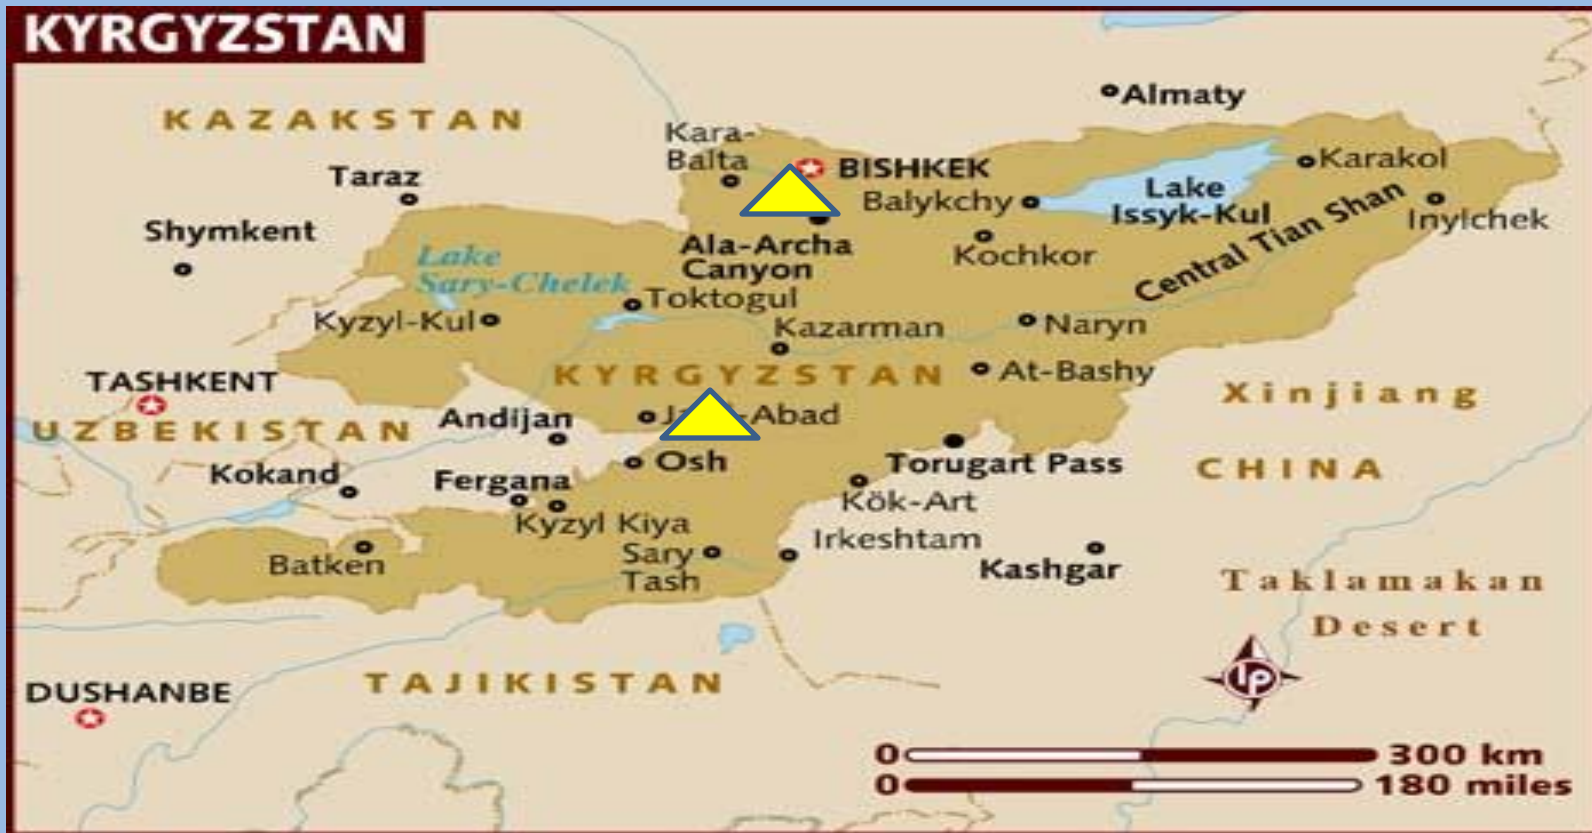 KYRGYZSTAN
Almaty
KAZAKSTAN
Kara-
Balta
BISHKEK
Karakol
Taraz
Lake
Issyk-Kul
Balykchy
Inylchek
Shymkent
Ala-Archa
Canyon
Kochkor
Central Tian Shan
Lake
Sary-Chelek
Toktogul
Kyzyl-Kul
Kazarman
Naryn
TASHKENT
KYRGYZSTAN
At-Bashy
Xinjiang
Andijan
-Abad
UZBEKISTAN
Osh
Torugart Pass
CHINA
Kokand
Fergana
Kök-Art
Kyzyl Kiya
Irkeshtam
Batken
Sary
Tash
Kashgar
Taklamakan
Desert
DUSHANBE
TAJIKISTAN
LP
0 300 km
0 180 miles